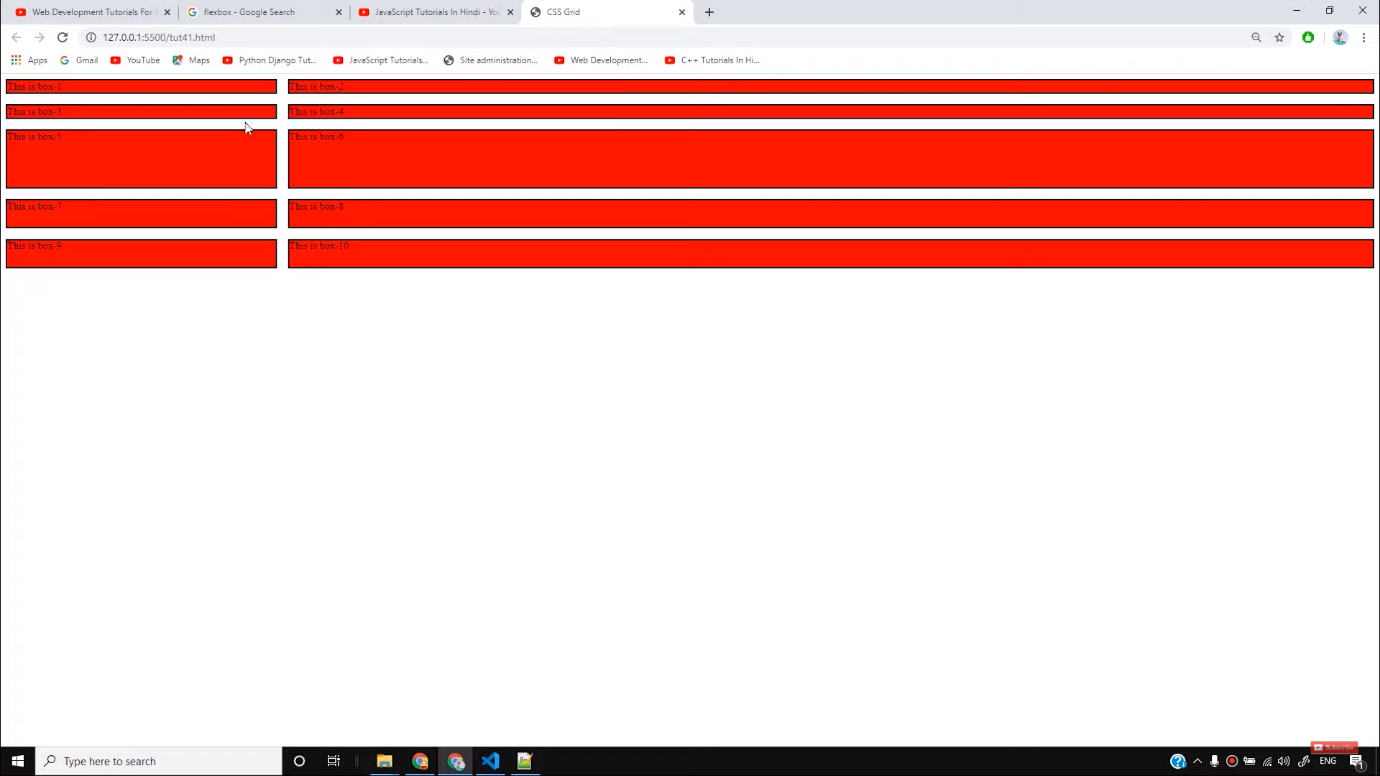 Web Development Tutorials For
flexbox - Google Search
JavaScript Tutorials In Hindi - Yo
CSS Grid
127.0.0.1:5500/tut41.html
Apps
Gmail
YouTube
Maps
Python Django Tut...
JavaScript Tutorials...
Site administration...
Web Development...
C++ Tutorials In Hi...
This is box-1
This is box-2
This is box-3
This is box-4
This is box-5
This is box-6
This is box-7
This is box-8
This is box-9
This is box-10
Subscribe
Type here to search
ENG
1